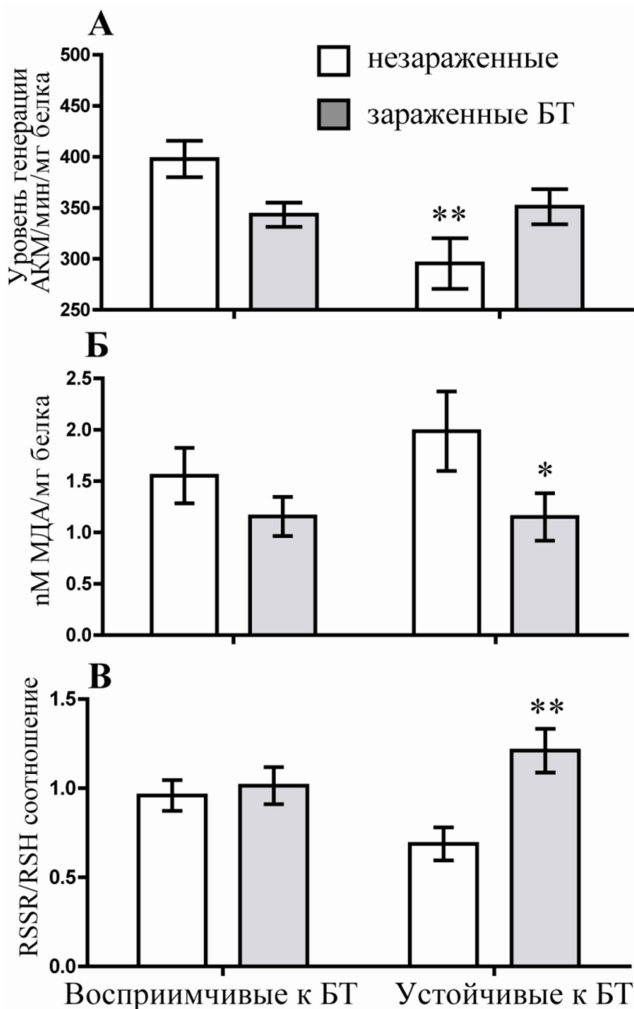 А
незараженные
зараженные БТ
Уровень генерации
АКМ/мин/мг белка
500
450
400
350
300
250
**
Б
nM МДА/мг белка
2.5
2.0
1.5
1.0
0.5
0.0
*
В
RSSR/RSH соотношение
1.5
1.0
0.5
0.0
**
Восприимчивые к БТ
Устойчивые к БТ